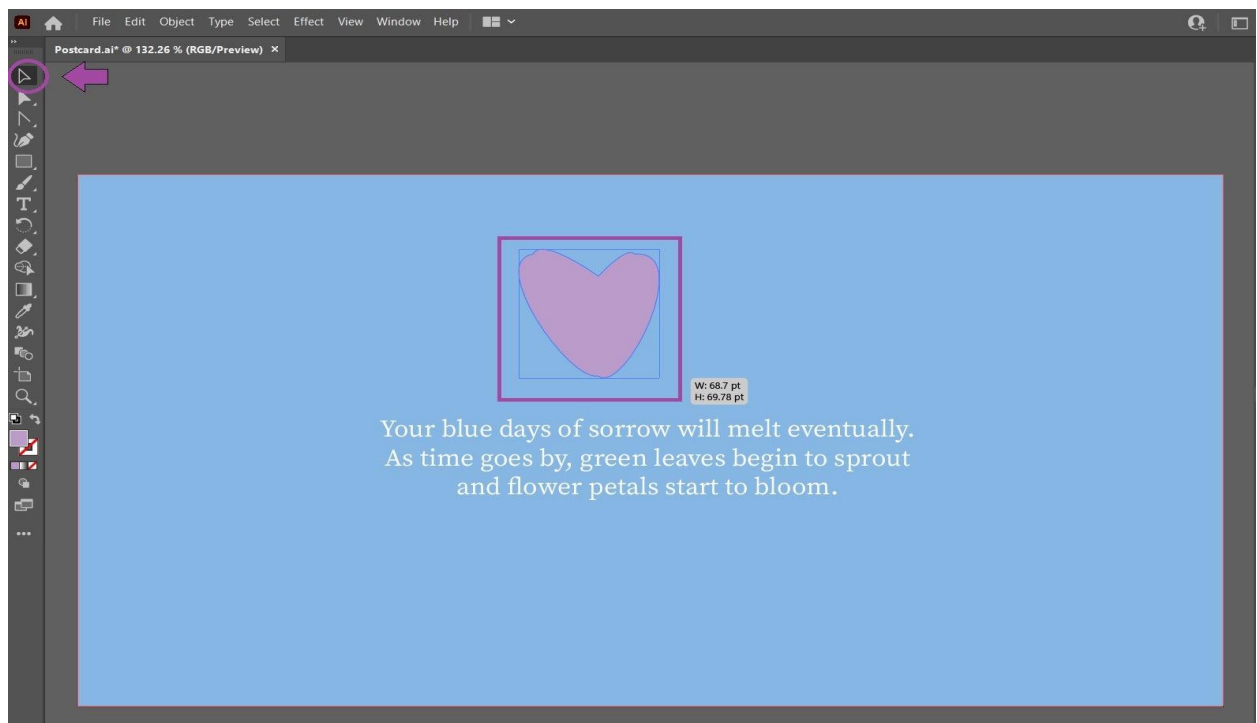 Ai File Edit Object Type Select Effect View Window Help
Postcard.ai* @ 132.26 % (RGB/Preview) ×
T
W: 68.7 pt
H: 69.78 pt
Your blue days of sorrow will melt eventually.
As time goes by, green leaves begin to sprout
and flower petals start to bloom.